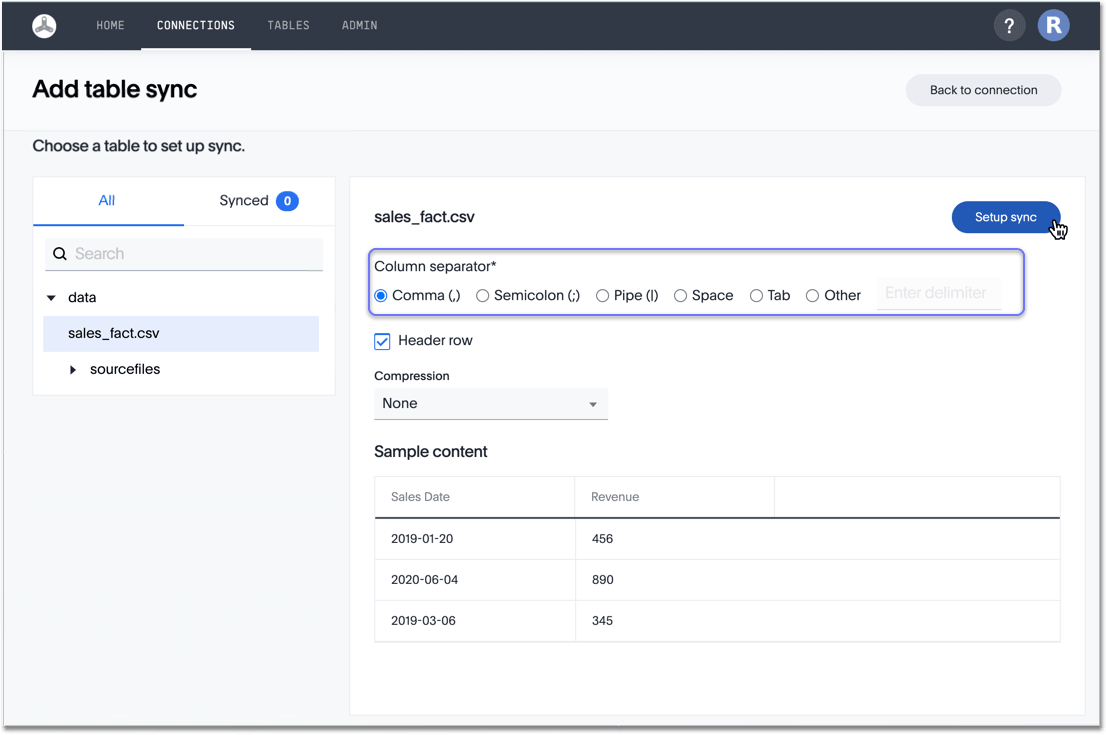 HOME CONNECTIONS TABLES ADMIN ? R
Add table sync
Back to connection
Choose a table to set up sync.
All Synced 0
Search
data
sales_fact.csv
sourcefiles
sales_fact.csv
Setup sync
Column separator*
Comma (,) Semicolon (;) Pipe (|) Space Tab Other Enter delimiter
Header row
Compression
None
Sample content
Sales Date Revenue
2019-01-20 456
2020-06-04 890
2019-03-06 345